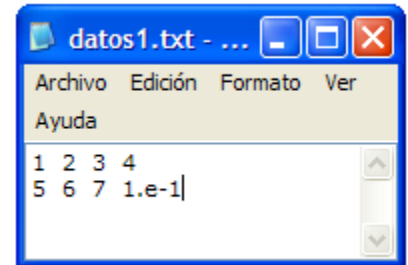 datos1.txt - ...
Archivo Edición Formato Ver
Ayuda
1 2 3 4
5 6 7 1.e-1